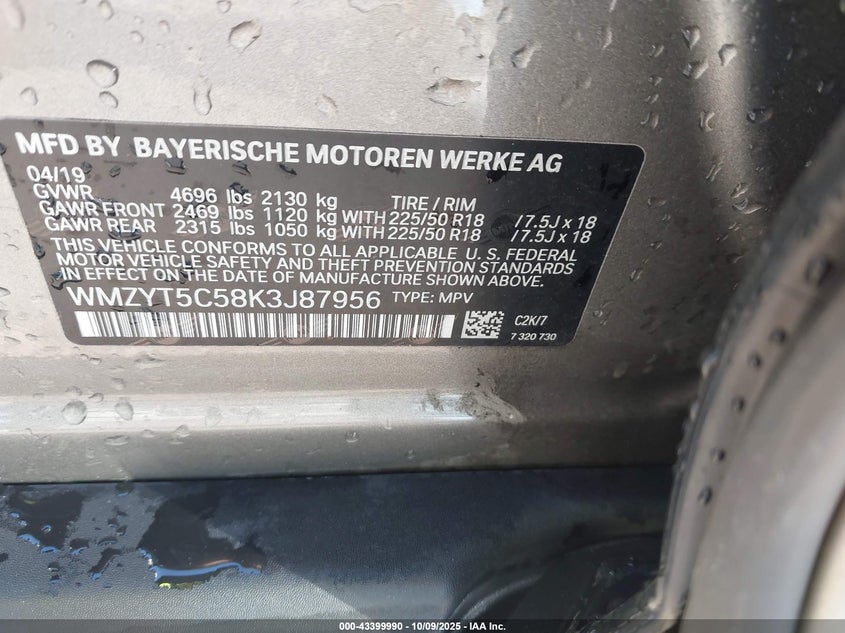 MFD BY BAYERISCHE MOTOREN WERKE AG
04/19
GVWR 4696 lbs 2130 kg TIRE / RIM
GAWR FRONT 2469 lbs 1120 kg WITH 225/50 R18 /7.5J x 18
GAWR REAR 2315 lbs 1050 kg WITH 225/50 R18 /7.5J x 18
THIS VEHICLE CONFORMS TO ALL APPLICABLE U. S. FEDERAL
MOTOR VEHICLE SAFETY AND THEFT PREVENTION STANDARDS
IN EFFECT ON THE DATE OF MANUFACTURE SHOWN ABOVE.
WMZYT5C58K3J87956 TYPE: MPV
C2K/7
7 320 730
000-43399990 - 10/09/2025 - IAA Inc.